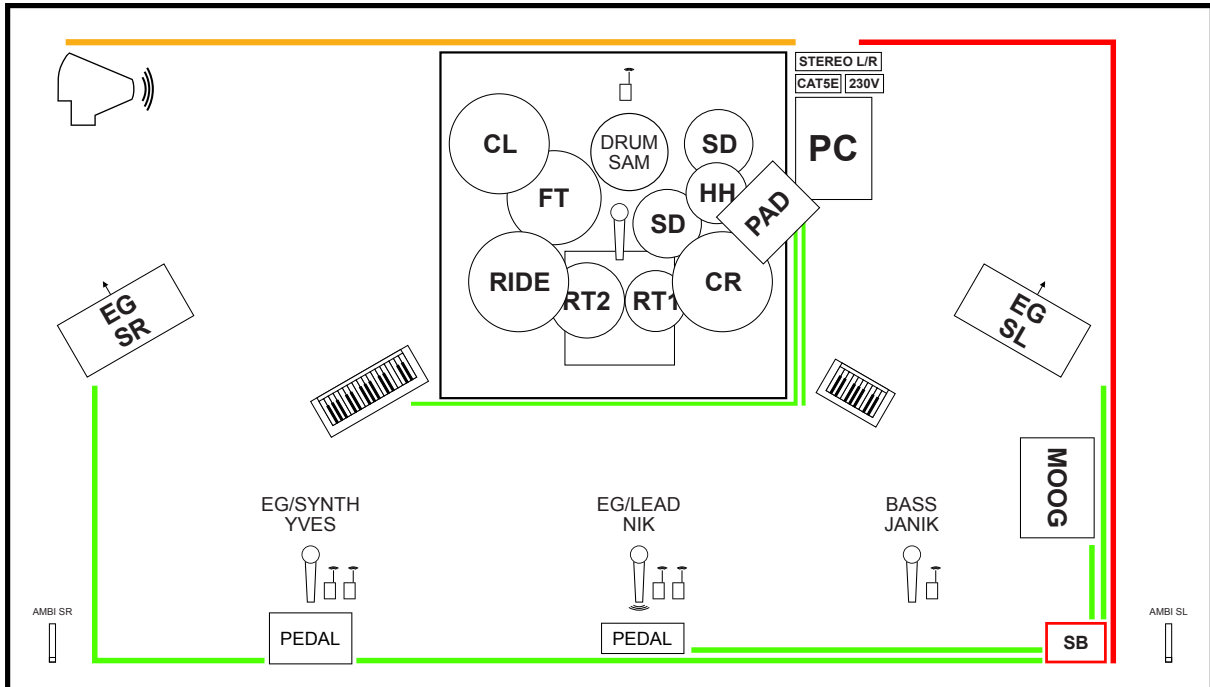 STEREO L/R
CAT5E
230V
PC
CL
DRUM
SAM
SD
HH
PAD
FT
SD
RIDE
RT2
RT1
CR
EG
SR
EG
SL
MOOG
EG/SYNTH
YVES
EG/LEAD
NIK
BASS
JANIK
AMBI SR
PEDAL
PEDAL
SB
AMBI SL